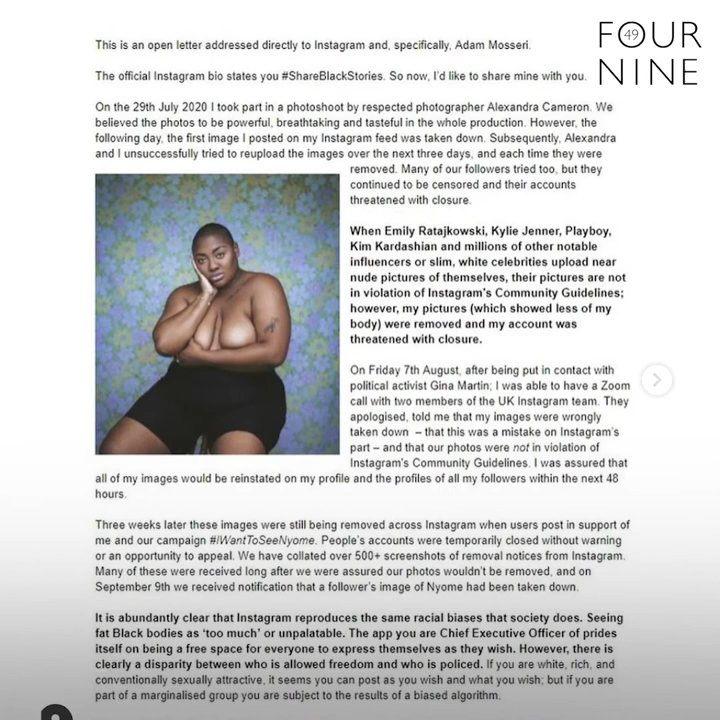 FOUR
49
NINE
This is an open letter addressed directly to Instagram and, specifically, Adam Mosseri.
The official Instagram bio states you #ShareBlackStories. So now, I'd like to share mine with you.
On the 29th July 2020 I took part in a photoshoot by respected photographer Alexandra Cameron. We
believed the photos to be powerful, breathtaking and tasteful in the whole production. However, the
following day, the first image I posted on my Instagram feed was taken down. Subsequently, Alexandra
and I unsuccessfully tried to reupload the images over the next three days, and each time they were
removed. Many of our followers tried too, but they
continued to be censored and their accounts
threatened with closure.
When Emily Ratajkowski, Kylie Jenner, Playboy,
Kim Kardashian and millions of other notable
influencers or slim, white celebrities upload near
nude pictures of themselves, their pictures are not
in violation of Instagram's Community Guidelines;
however, my pictures (which showed less of my
body) were removed and my account was
threatened with closure.
On Friday 7th August, after being put in contact with
political activist Gina Martin; I was able to have a Zoom
call with two members of the UK Instagram team. They
apologised, told me that my images were wrongly
taken down – that this was a mistake on Instagram's
part – and that our photos were not in violation of
Instagram's Community Guidelines. I was assured that
all of my images would be reinstated on my profile and the profiles of all my followers within the next 48
hours.
Three weeks later these images were still being removed across Instagram when users post in support of
me and our campaign #IWantToSeeNyome. People's accounts were temporarily closed without warning
or an opportunity to appeal. We have collated over 500+ screenshots of removal notices from Instagram.
Many of these were received long after we were assured our photos wouldn't be removed, and on
September 9th we received notification that a follower's image of Nyome had been taken down.
It is abundantly clear that Instagram reproduces the same racial biases that society does. Seeing
fat Black bodies as 'too much' or unpalatable. The app you are Chief Executive Officer of prides
itself on being a free space for everyone to express themselves as they wish. However, there is
clearly a disparity between who is allowed freedom and who is policed. If you are white, rich, and
conventionally sexually attractive, it seems you can post as you wish and what you wish; but if you are
part of a marginalised group you are subject to the results of a biased algorithm.